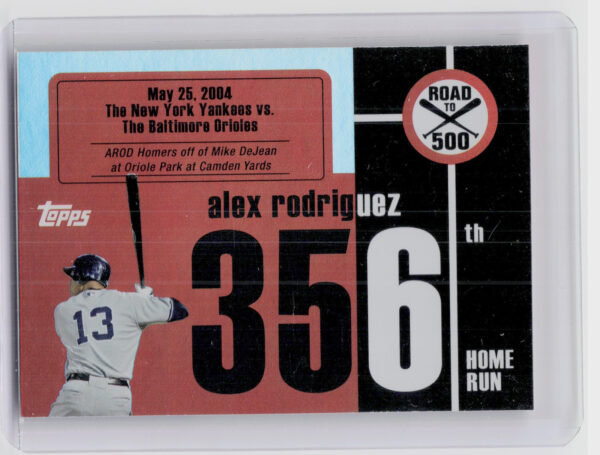 May 25, 2004
The New York Yankees vs.
The Baltimore Orioles
AROD Homers off of Mike DeJean
at Oriole Park at Camden Yards
ROAD
TO
500
Topps
alex rodriguez
356
th
13
HOME
RUN